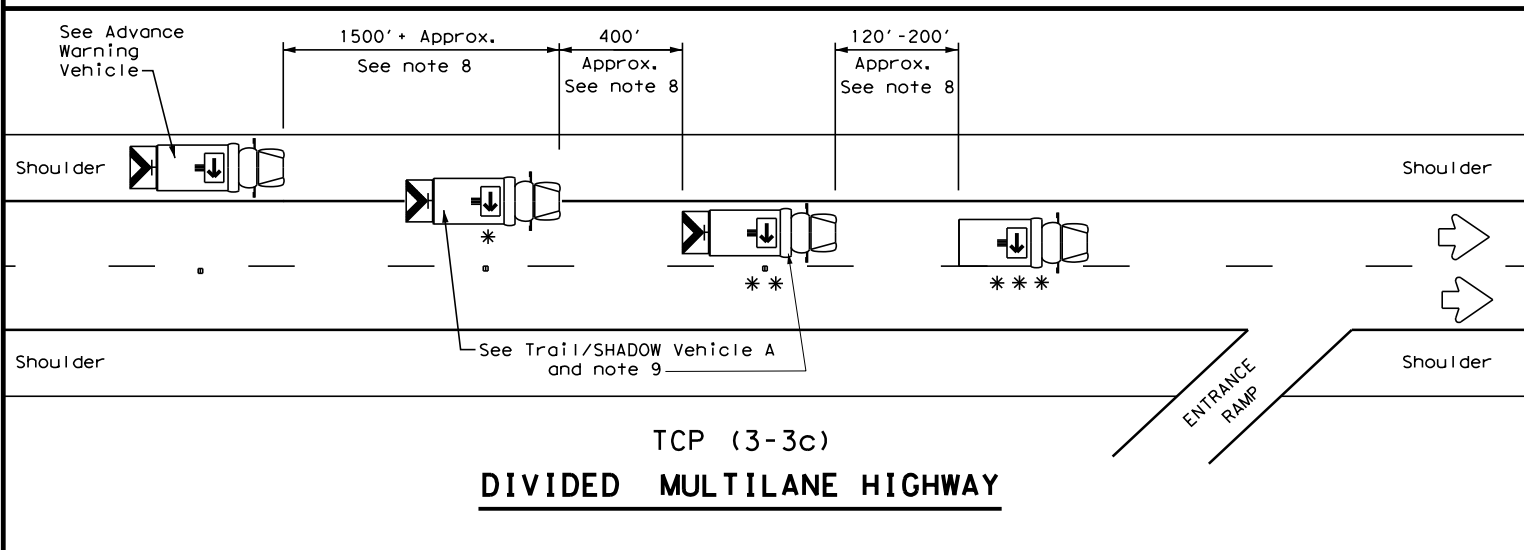 See Advance
Warning
Vehicle
1500'+ Approx.
See note 8
400'
Approx.
See note 8
120'-200'
Approx.
See note 8
Shoulder
Shoulder
*
* *
* * *
See Trail/SHADOW Vehicle A
and note 9
Shoulder
Shoulder
ENTRANCE
RAMP
TCP (3-3c)
DIVIDED MULTILANE HIGHWAY